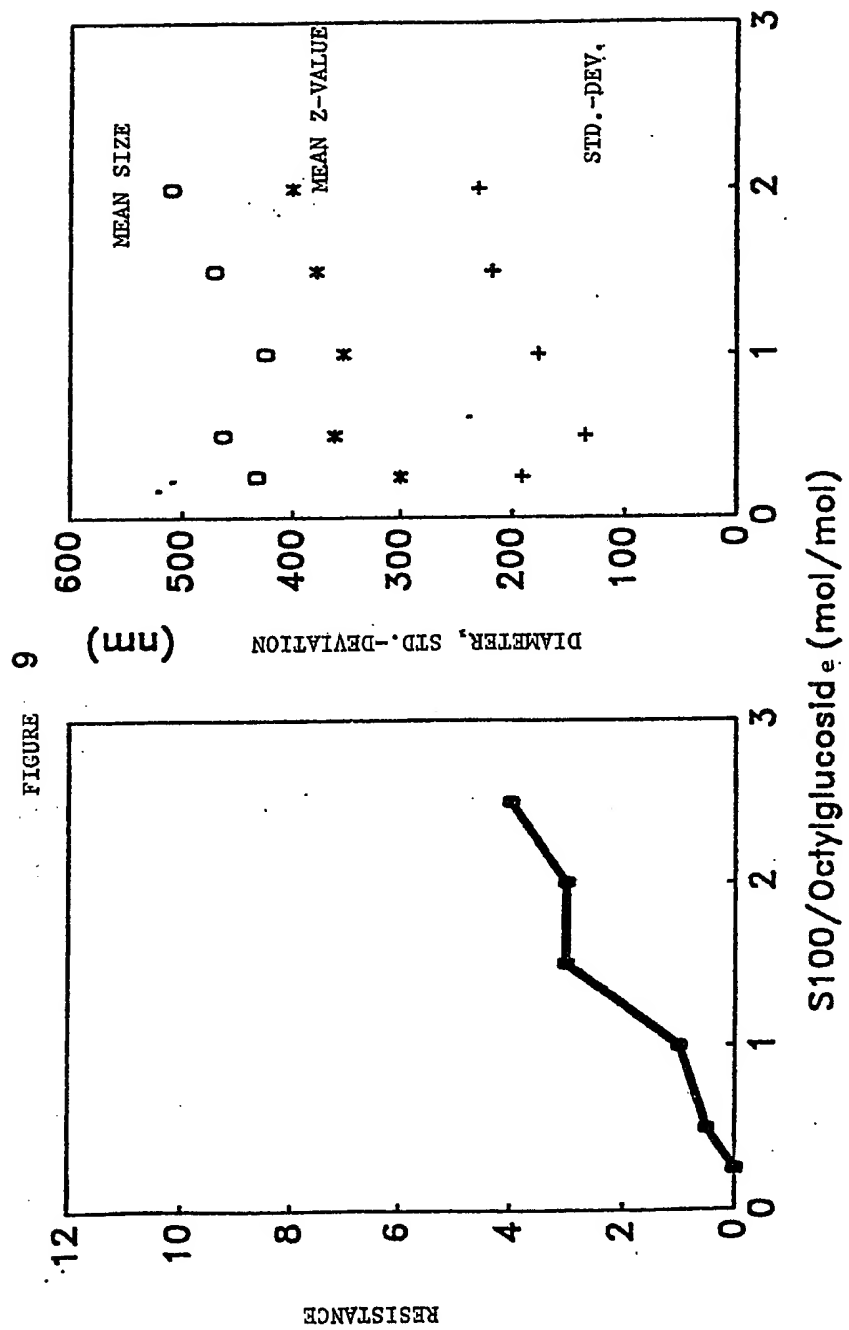 FIGURE 9
RESISTANCE
12
10
8
6
4
2
0
0 1 2 3
DIAMETER, STD.-DEVIATION
(nm)
600
500
400
300
200
100
0
0 1 2 3
MEAN SIZE
MEAN Z-VALUE
STD.-DEV.
S100/Octylglucoside (mol/mol)